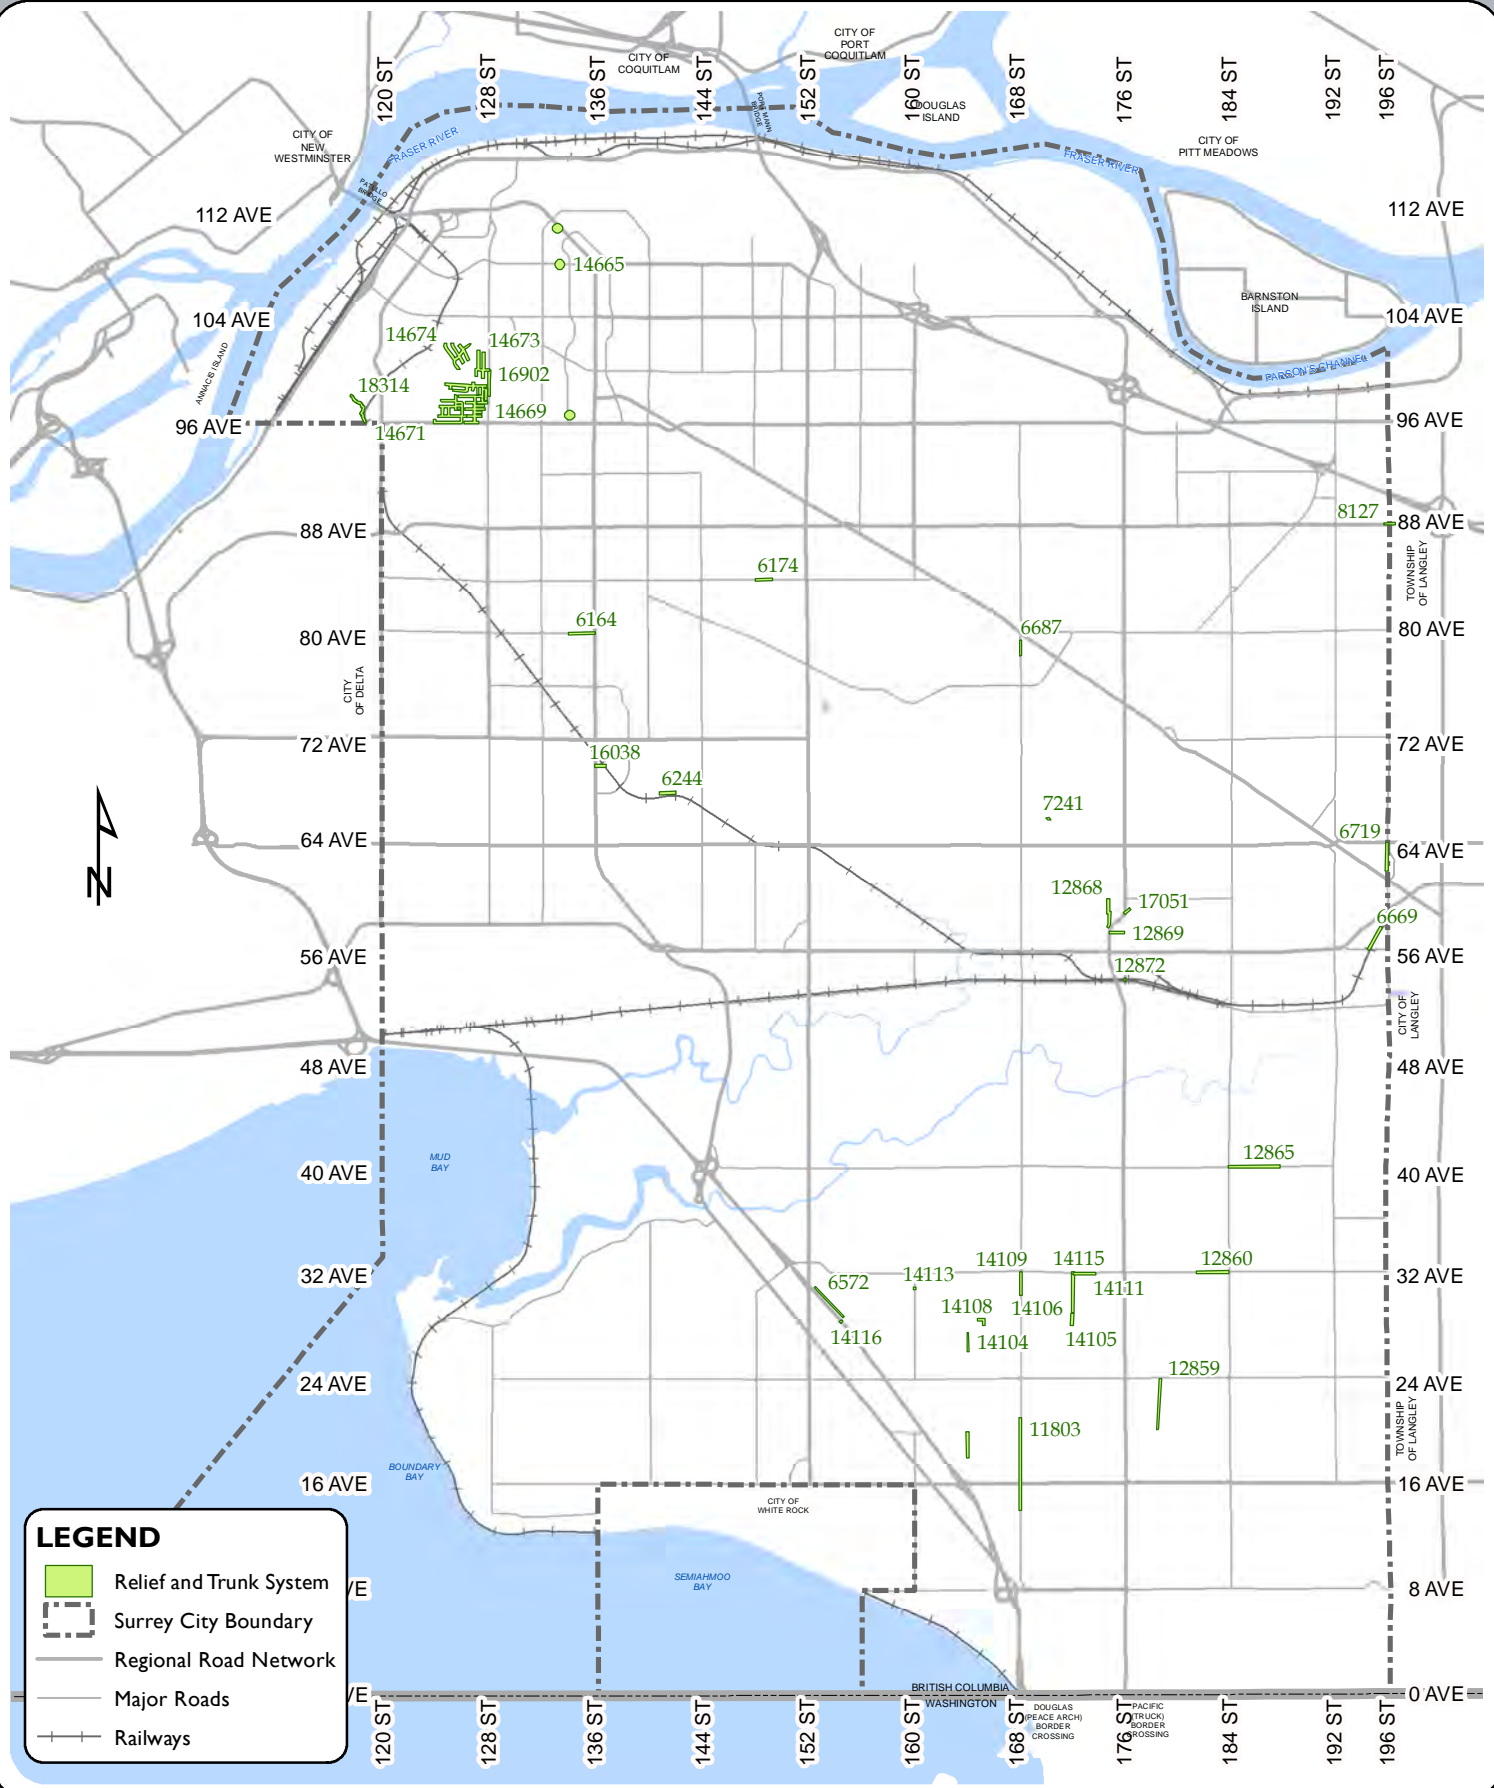 120 ST
128 ST
136 ST
144 ST
152 ST
160 ST
168 ST
176 ST
184 ST
192 ST
196 ST
CITY OF
COQUITLAM
CITY OF
PORT
COQUITLAM
PORT MANN
BRIDGE
DOUGLAS
ISLAND
CITY OF
NEW
WESTMINSTER
FRASER RIVER
FRASER RIVER
CITY OF
PITT MEADOWS
PATULLO
BRIDGE
112 AVE
112 AVE
14665
BARNSTON
ISLAND
104 AVE
104 AVE
14674
14673
ANNACIS ISLAND
PARSON'S CHANNEL
18314
16902
14669
96 AVE
14671
96 AVE
8127
88 AVE
88 AVE
TOWNSHIP
OF LANGLEY
6174
6164
6687
80 AVE
80 AVE
CITY
OF DELTA
72 AVE
72 AVE
16038
6244
7241
6719
64 AVE
64 AVE
N
12868
17051
6669
12869
56 AVE
56 AVE
12872
CITY OF
LANGLEY
48 AVE
48 AVE
MUD
BAY
12865
40 AVE
40 AVE
14109
14115
12860
32 AVE
6572
14113
14111
32 AVE
14108
14106
14116
14104
14105
12859
24 AVE
24 AVE
TOWNSHIP
OF LANGLEY
11803
BOUNDARY
BAY
16 AVE
16 AVE
CITY OF
WHITE ROCK
SEMIAHMOO
BAY
VE
8 AVE
LEGEND
Relief and Trunk System
Surrey City Boundary
Regional Road Network
Major Roads
Railways
BRITISH COLUMBIA
WASHINGTON
VE
0 AVE
DOUGLAS
(PEACE ARCH)
BORDER
CROSSING
PACIFIC
(TRUCK)
BORDER
CROSSING
120 ST
128 ST
136 ST
144 ST
152 ST
160 ST
168 ST
176 ST
184 ST
192 ST
196 ST